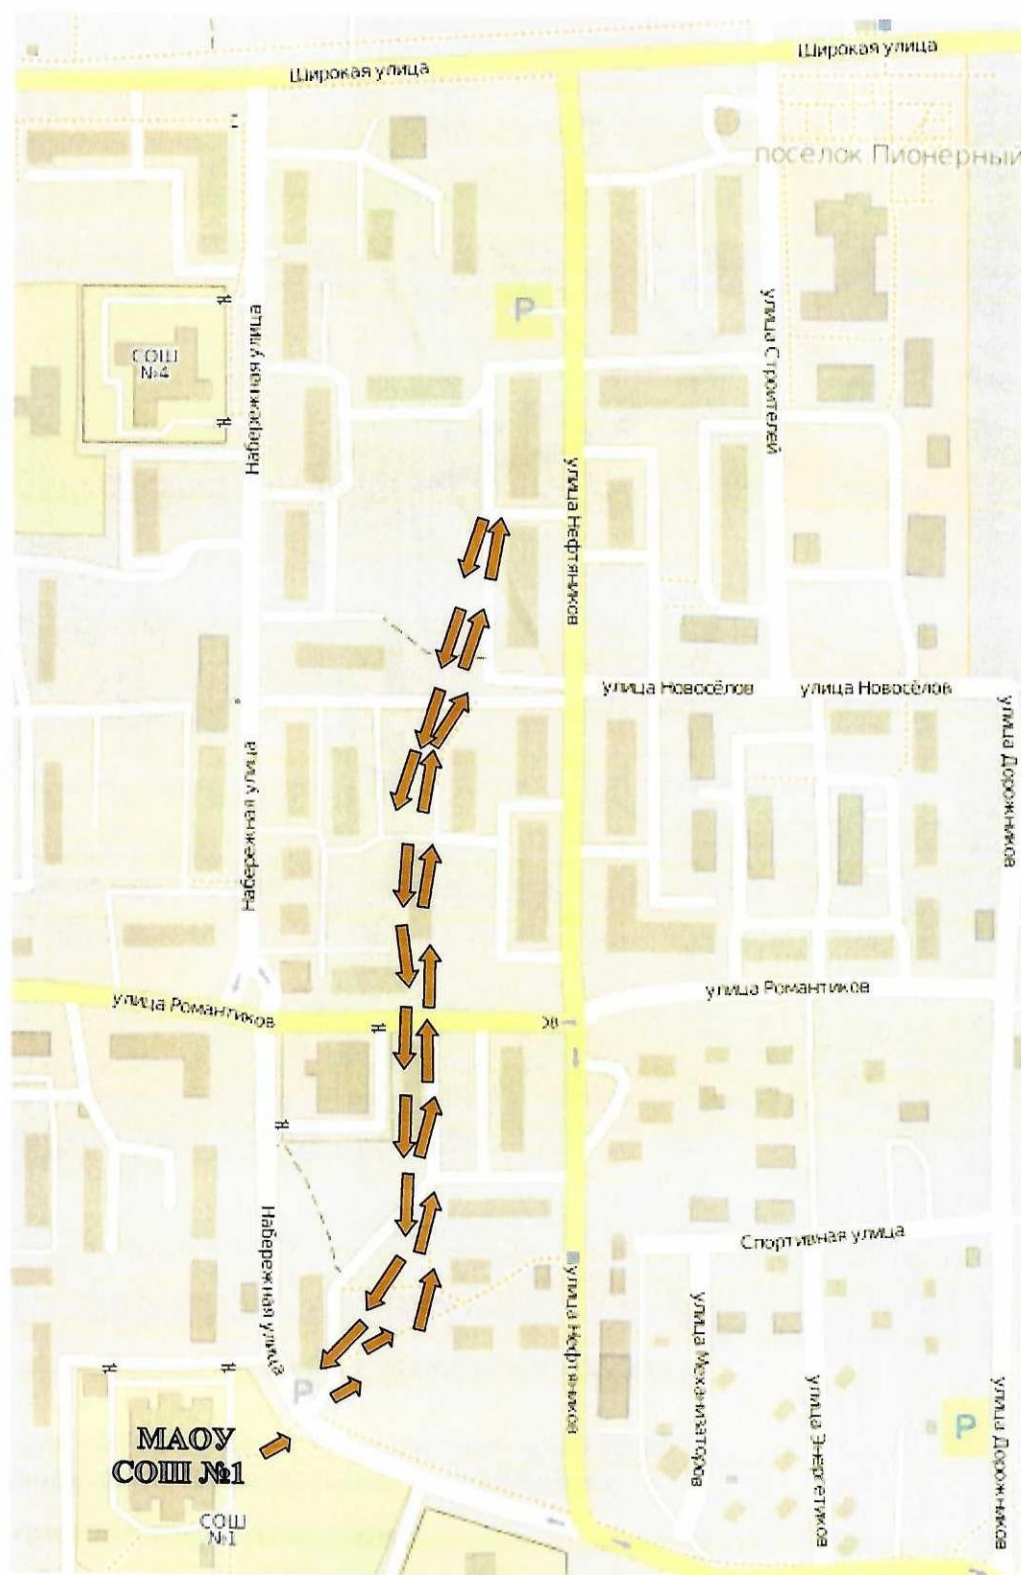 Широкая улица
Широкая улица
посёлок Пионерный
P
СОШ
№4
Набережная улица
улица Строителей
улица Нефтяников
улица Новосёлов
улица Новосёлов
улица Дорожников
Набережная улица
улица Романтиков
улица Романтиков
Спортивная улица
Набережная улица
улица Нефтяников
улица Механизаторов
улица Энергетиков
улица Дорожников
P
P
МАОУ
СОШ №1
СОШ
№1